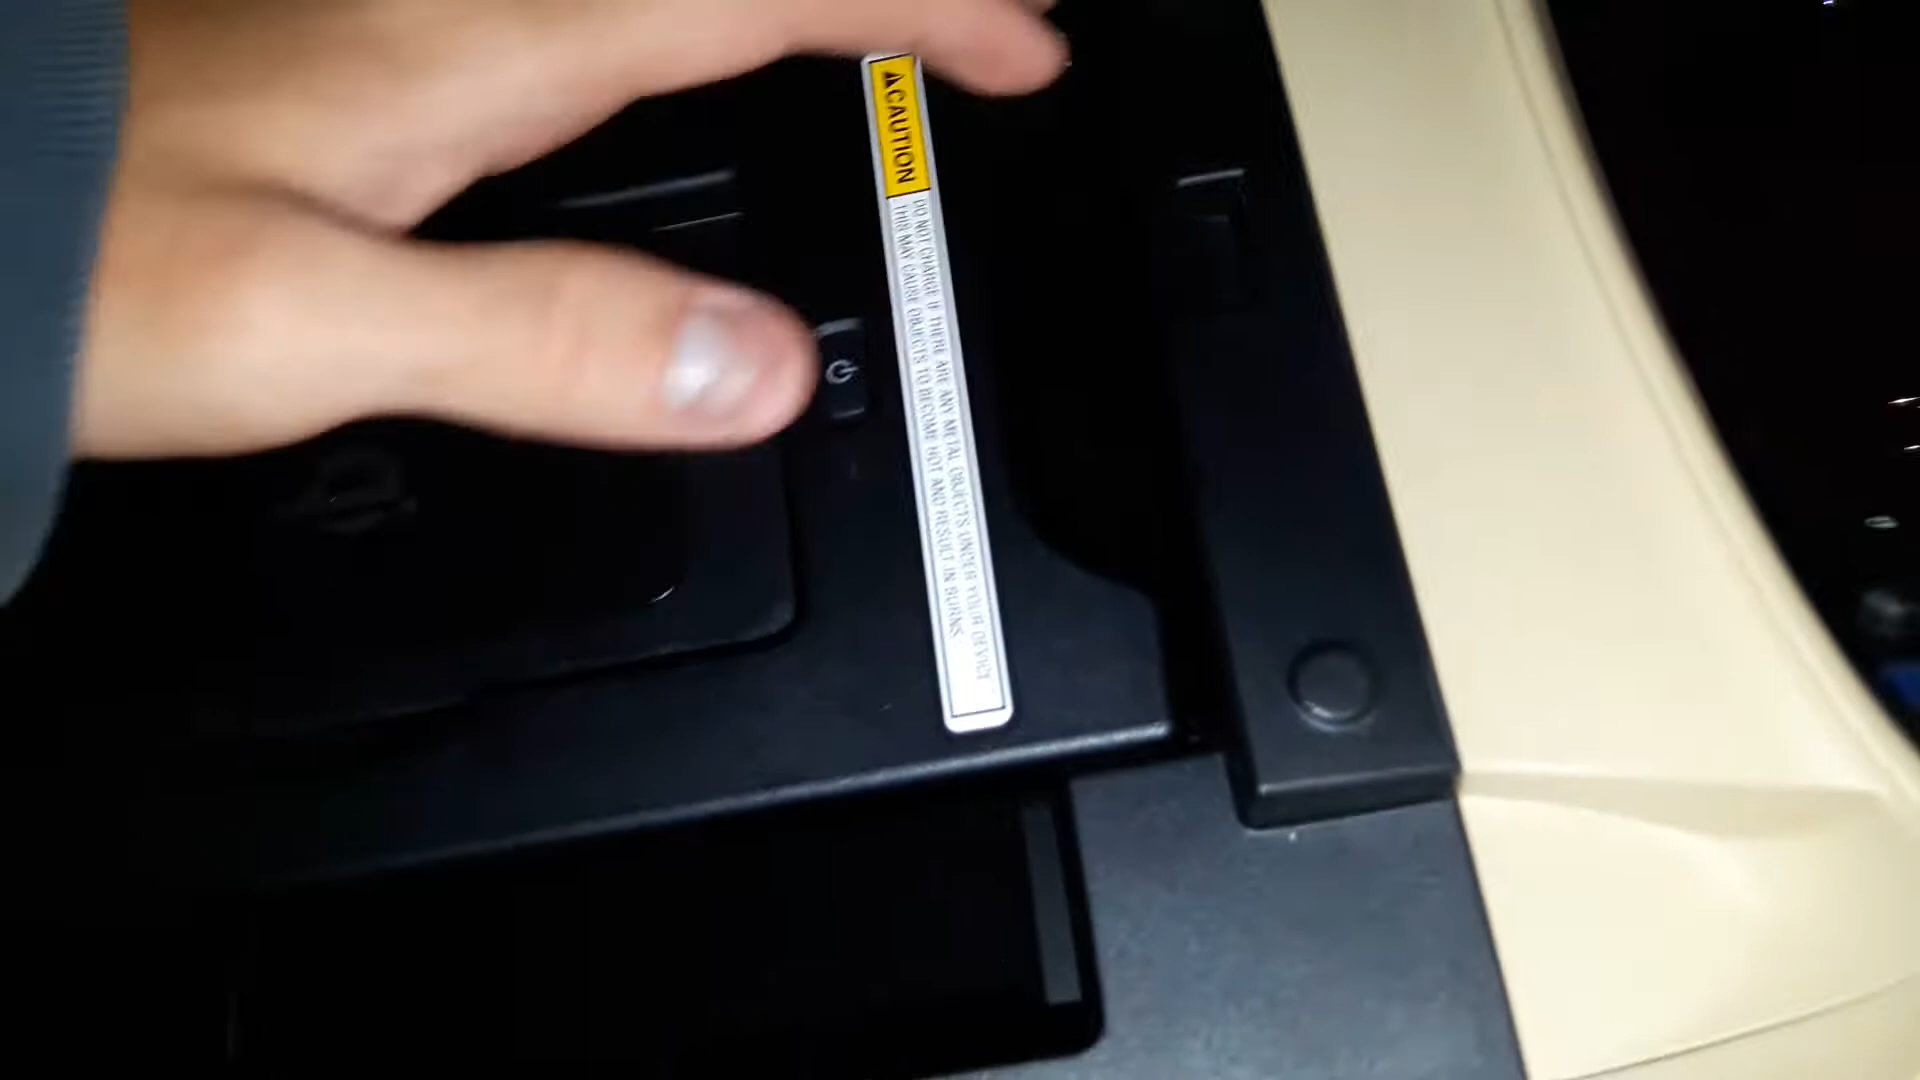 CAUTION
DO NOT CHARGE IF THERE ARE ANY METAL OBJECTS UNDER YOUR DEVICE
THIS MAY CAUSE OBJECTS TO BECOME HOT AND RESULT IN BURNS